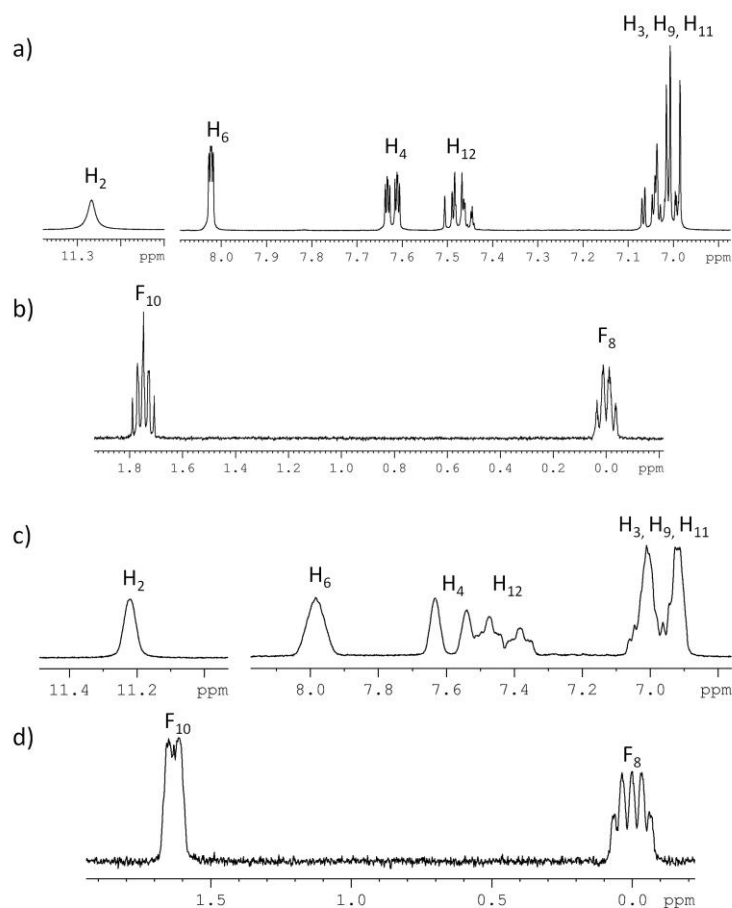 a)
H₂
H₆
H₄
H₁₂
H₃, H₉, H₁₁
11.3 ppm
8.0 7.9 7.8 7.7 7.6 7.5 7.4 7.3 7.2 7.1 7.0 ppm
b)
F₁₀
F₈
1.8 1.6 1.4 1.2 1.0 0.8 0.6 0.4 0.2 0.0 ppm
c)
H₂
H₆
H₄
H₁₂
H₃, H₉, H₁₁
11.4 11.2 ppm
8.0 7.8 7.6 7.4 7.2 7.0 ppm
d)
F₁₀
F₈
1.5 1.0 0.5 0.0 ppm